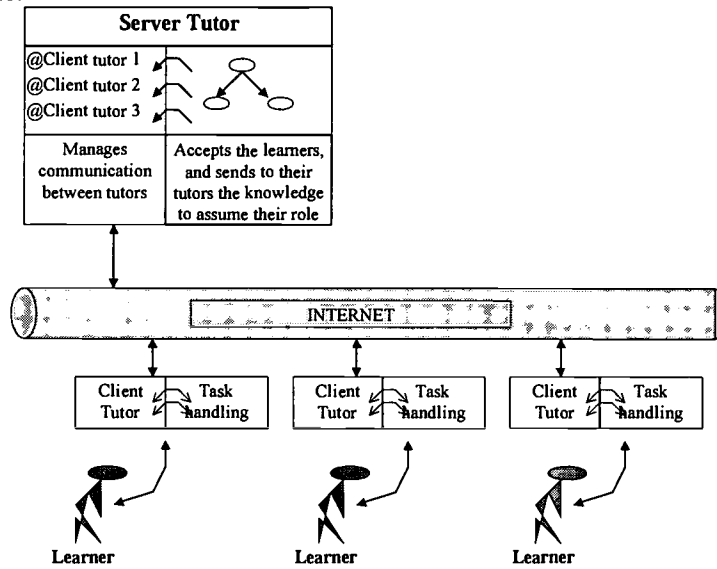 Server Tutor
@Client tutor 1
@Client tutor 2
@Client tutor 3
Manages
communication
between tutors
Accepts the learners,
and sends to their
tutors the knowledge
to assume their role
INTERNET
Client
Tutor
Task
handling
Client
Tutor
Task
handling
Client
Tutor
Task
handling
Learner
Learner
Learner